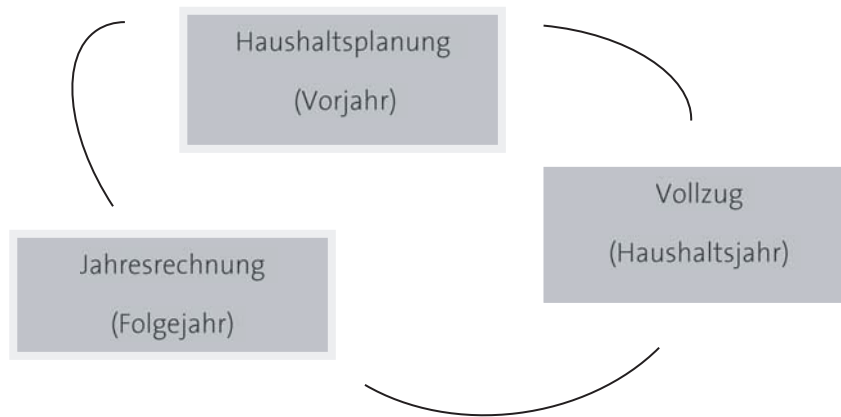 Haushaltsplanung
(Vorjahr)
Vollzug
(Haushaltsjahr)
Jahresrechnung
(Folgejahr)